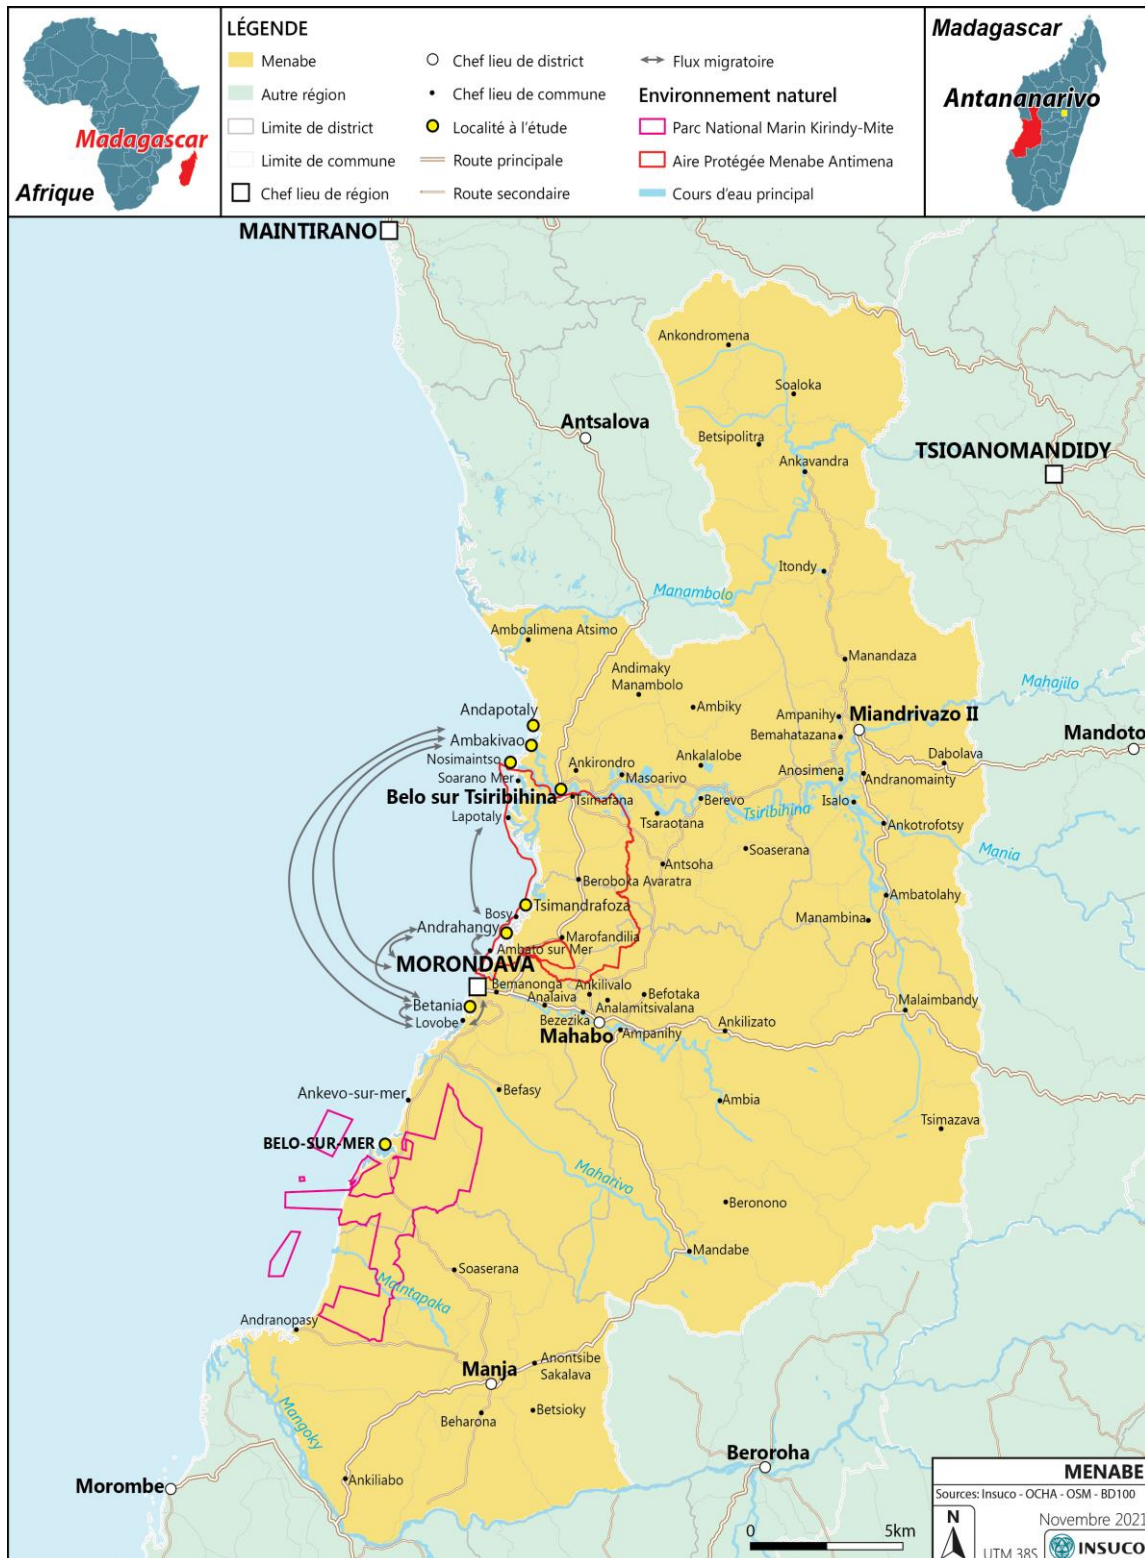 Afrique
Madagascar
LÉGENDE
Menabe
Autre région
Limite de district
Limite de commune
Chef lieu de région
Chef lieu de district
Chef lieu de commune
Localité à l'étude
Route principale
Route secondaire
Flux migratoire
Environnement naturel
Parc National Marin Kirindy-Mite
Aire Protégée Menabe Antimena
Cours d'eau principal
Madagascar
Antananarivo
MAINTIRANO
Ankondromena
Soaloka
Antsalova
Betsipolitra
Ankavandra
TSIOANOMANDIDY
Itondy
Manambolo
Amboalimena Atsimo
Andimaky
Manambolo
Manandaza
Mahajilo
Ambiky
Andapotaly
Ampanihy
Miandrivazo II
Ambakivao
Bemahatazana
Mandoto
Nosimaintso
Ankirondro
Ankalalobe
Dabolava
Soarano Mer
Masoarivo
Anosimena
Andranomainty
Belo sur Tsiribihina
Tsimafana
Berevo
Tsiribihina
Isalo
Lapotaly
Tsaraotana
Ankotrofotsy
Soaserana
Mania
Antsoha
Beroboka Avaratra
Ambatolahy
Tsimandrafoza
Bosy
Manambina
Andrahangy
Marofandilia
Ambato sur Mer
MORONDAVA
Bemanonga
Ankilivalo
Befotaka
Betania
Analaiva
Analamitsivalana
Malaimbandy
Lovobe
Bezezika
Mahabo
Ampanihy
Ankilizato
Ankevo-sur-mer
Befasy
Ambia
Tsimazava
BELO-SUR-MER
Maharivo
Beronono
Mandabe
Soaserana
Maintapaka
Andranopasy
Anontsibe
Sakalava
Manja
Beharona
Betsioky
Mangoky
Ankiliabo
Beroroha
Morombe
MENABE
Sources: Insuco - OCHA - OSM - BD100
N
Novembre 2021
UTM 38S
INSUCO
0
5km